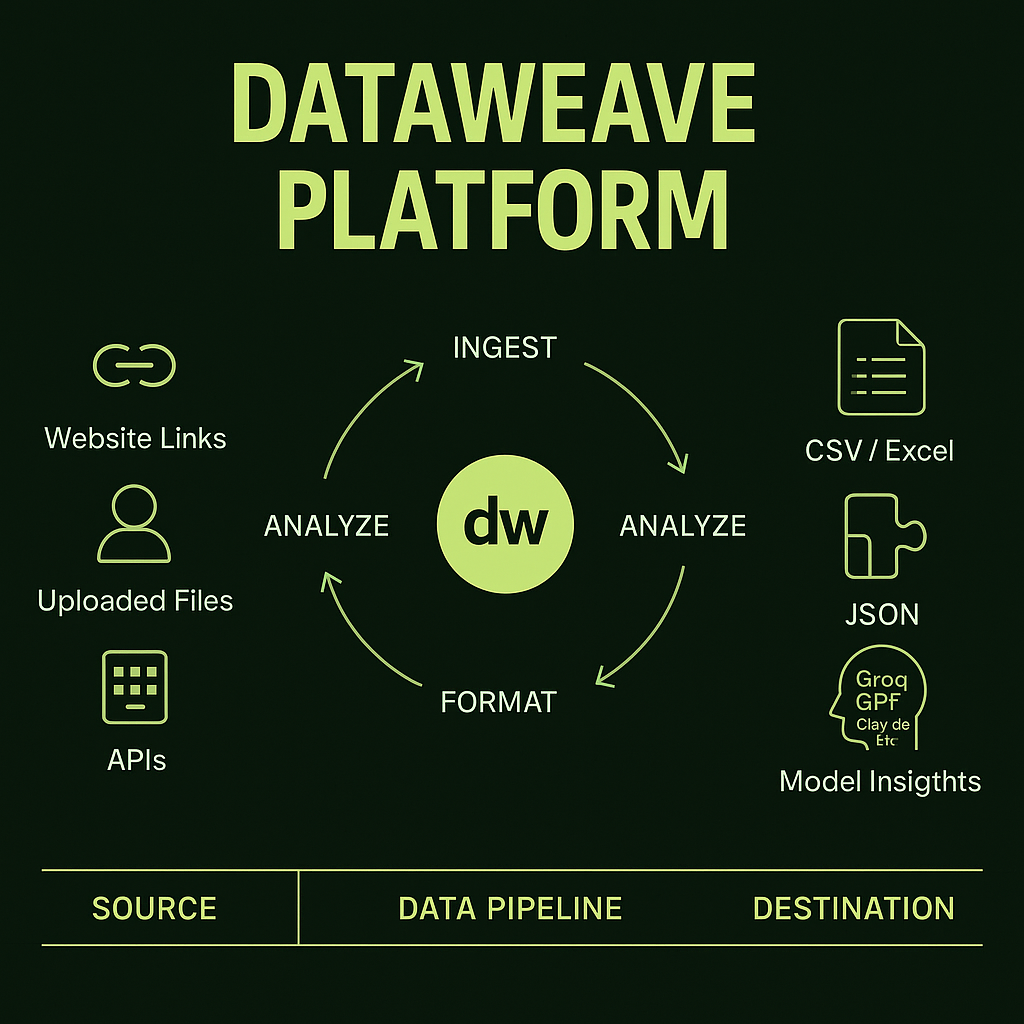 DATAWEAVE
PLATFORM
INGEST
ANALYZE
dw
ANALYZE
FORMAT
Website Links
Uploaded Files
APIs
CSV / Excel
JSON
Groq
GPF
Clay de
Etc
Model Insigthts
SOURCE
DATA PIPELINE
DESTINATION